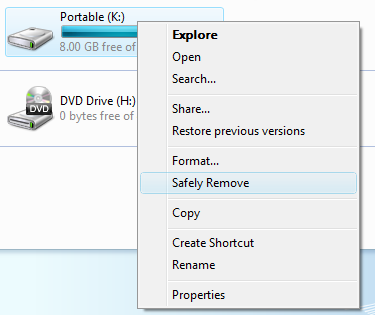 Portable (K:)
8.00 GB free of
DVD Drive (H:)
DVD
0 bytes free of
Explore
Open
Search...
Share...
Restore previous versions
Format...
Safely Remove
Copy
Create Shortcut
Rename
Properties